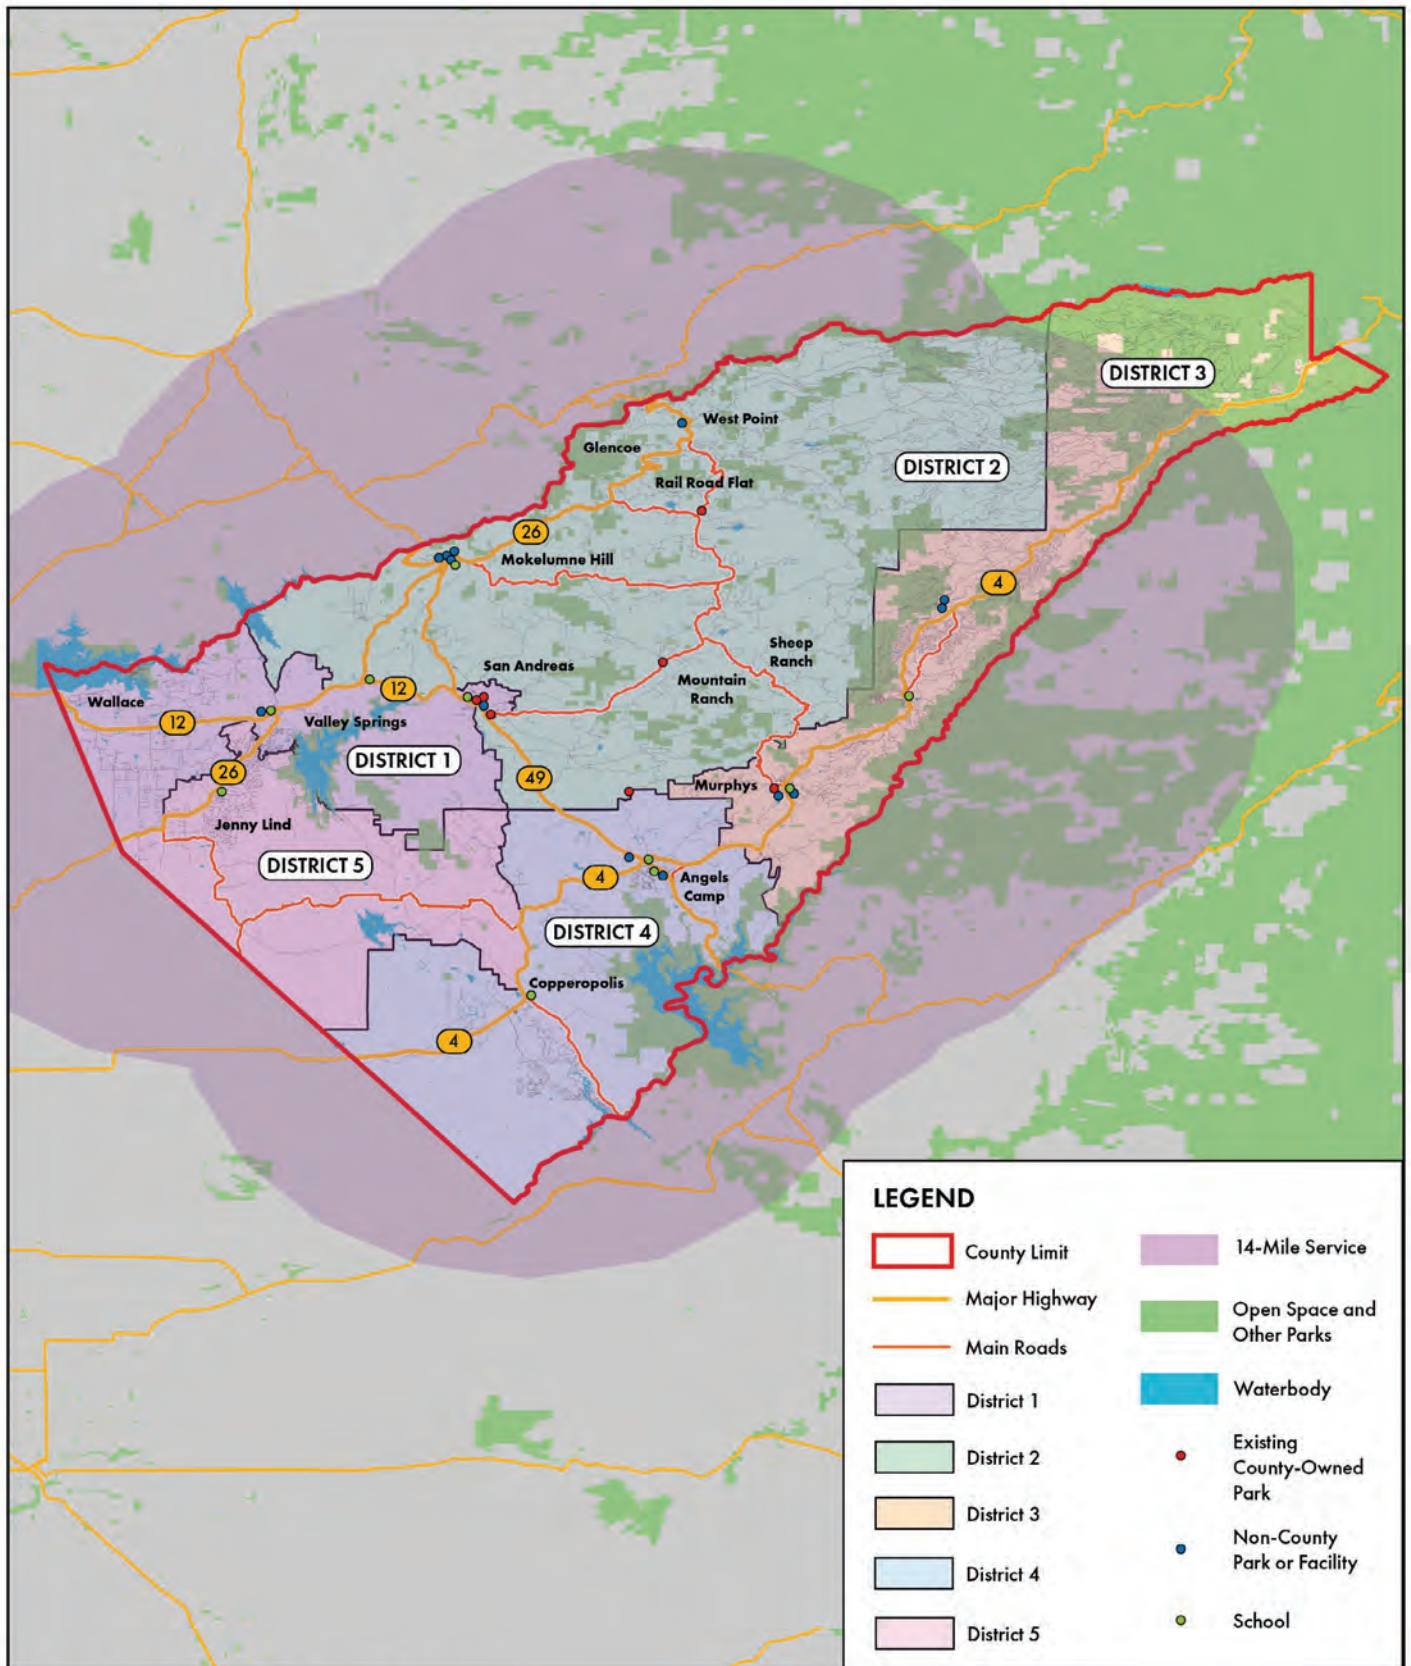 DISTRICT 3
West Point
Glencoe
DISTRICT 2
Rail Road Flat
26
Mokelumne Hill
4
Sheep
Ranch
San Andreas
Mountain
Ranch
12
Wallace
12
Valley Springs
DISTRICT 1
26
49
Murphys
Jenny Lind
DISTRICT 5
4
Angels
Camp
DISTRICT 4
Copperopolis
4
LEGEND
County Limit
Major Highway
Main Roads
District 1
District 2
District 3
District 4
District 5
14-Mile Service
Open Space and
Other Parks
Waterbody
Existing
County-Owned
Park
Non-County
Park or Facility
School